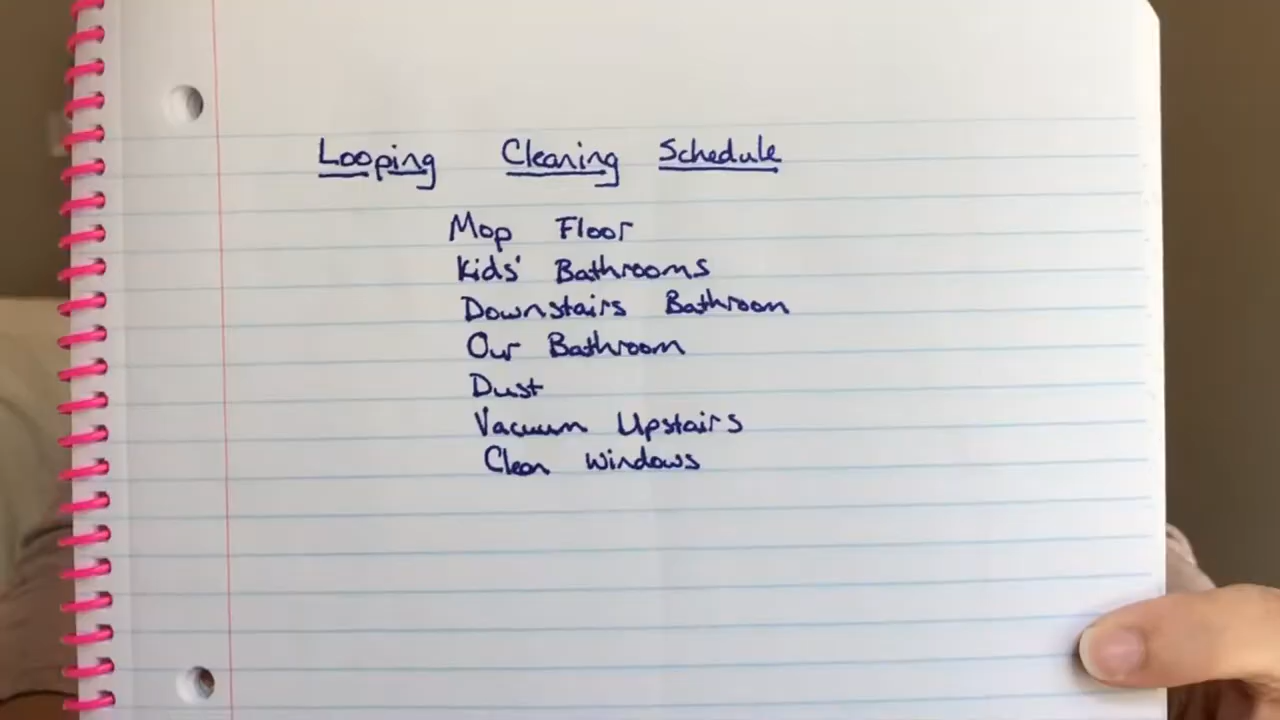 Looping Cleaning Schedule
Mop Floor
Kids' Bathrooms
Downstairs Bathroom
Our Bathroom
Dust
Vacuum Upstairs
Clean Windows